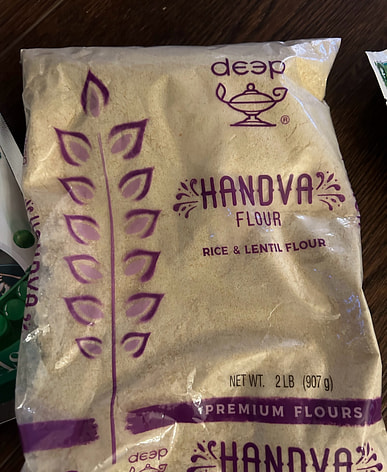 deep
®
HANDVA
FLOUR
RICE & LENTIL FLOUR
NET WT. 2 LB (907 g)
PREMIUM FLOURS
deep
HANDVA